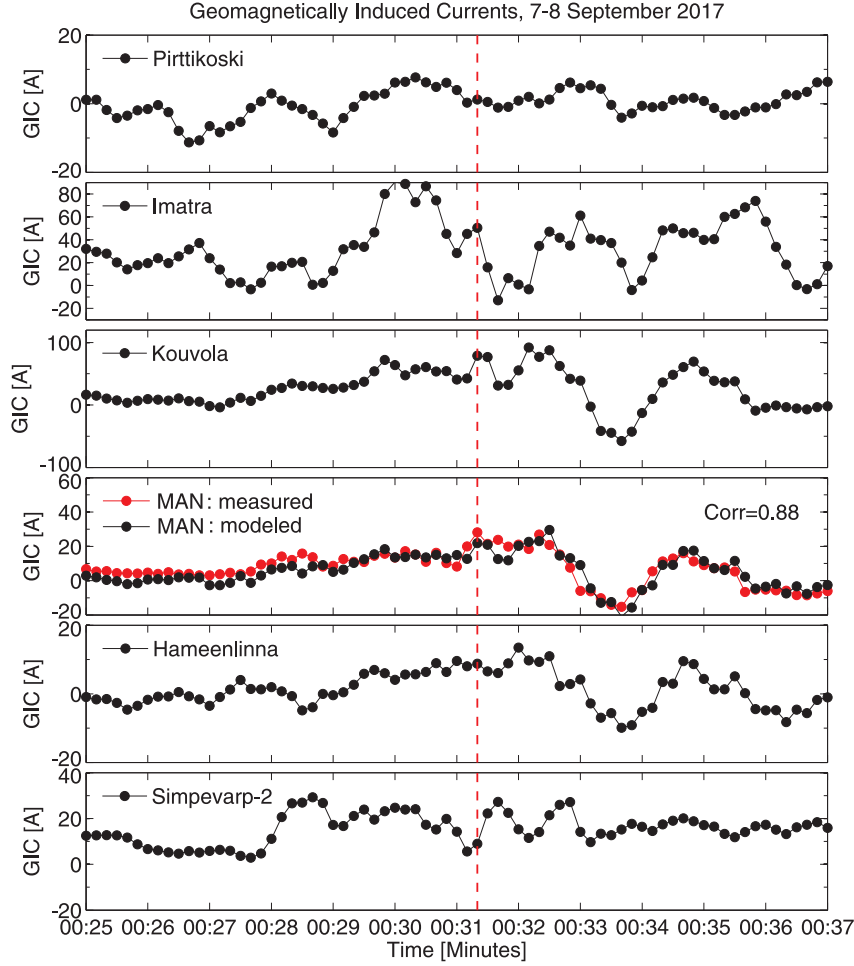 Geomagnetically Induced Currents, 7-8 September 2017
20
0
-20
GIC [A]
Pirttikoski
80
60
40
20
0
-20
GIC [A]
Imatra
100
0
-100
GIC [A]
Kouvola
60
40
20
0
-20
GIC [A]
MAN: measured
MAN: modeled
Corr=0.88
20
0
-20
GIC [A]
Hameenlinna
40
20
0
-20
GIC [A]
Simpevarp-2
00:25 00:26 00:27 00:28 00:29 00:30 00:31 00:32 00:33 00:34 00:35 00:36 00:37
Time [Minutes]